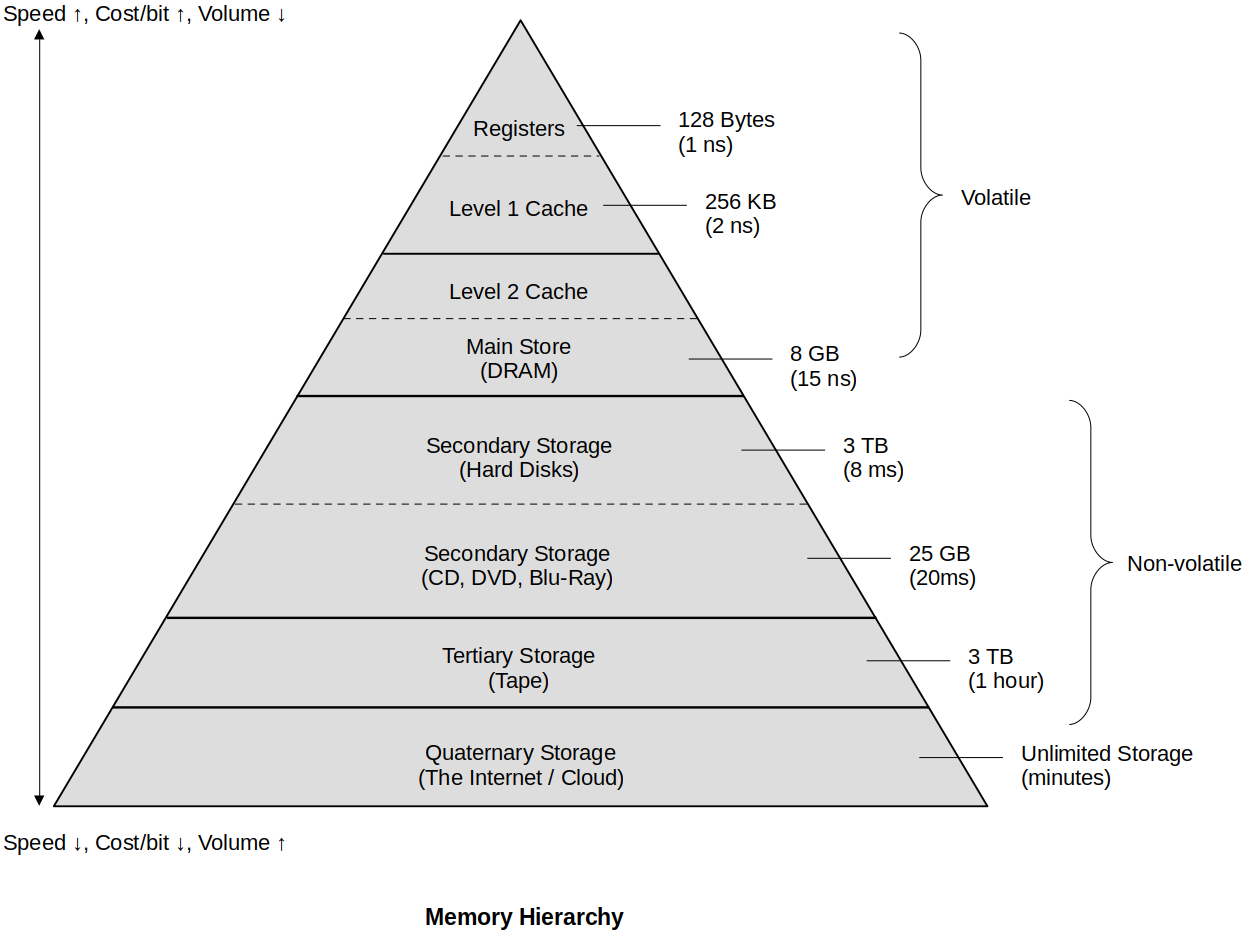 Speed ↑, Cost/bit ↑, Volume ↓
Registers
128 Bytes
(1 ns)
Level 1 Cache
256 KB
(2 ns)
Volatile
Level 2 Cache
Main Store
(DRAM)
8 GB
(15 ns)
Secondary Storage
(Hard Disks)
3 TB
(8 ms)
Secondary Storage
(CD, DVD, Blu-Ray)
25 GB
(20ms)
Non-volatile
Tertiary Storage
(Tape)
3 TB
(1 hour)
Quaternary Storage
(The Internet / Cloud)
Unlimited Storage
(minutes)
Speed ↓, Cost/bit ↓, Volume ↑
Memory Hierarchy